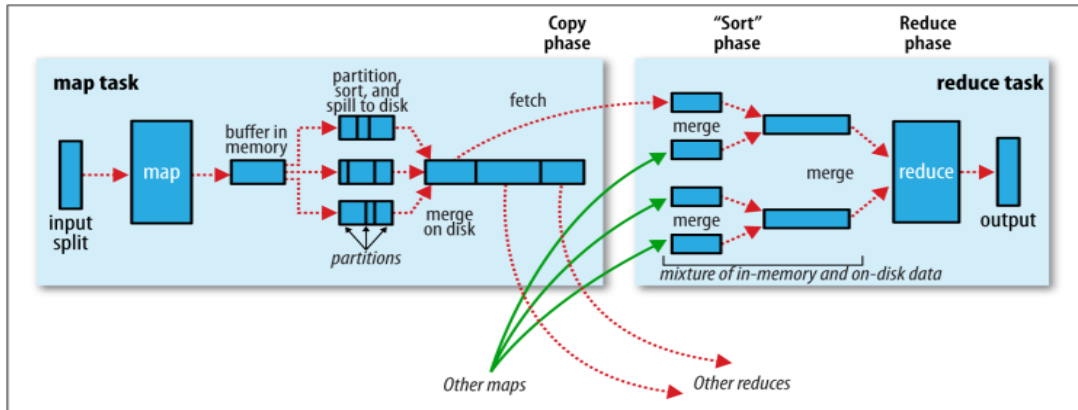 Copy
phase
“Sort”
phase
Reduce
phase
map task
partition,
sort, and
spill to disk
fetch
reduce task
buffer in
memory
merge
map
merge
reduce
input
split
merge
on disk
merge
output
partitions
mixture of in-memory and on-disk data
Other maps
Other reduces